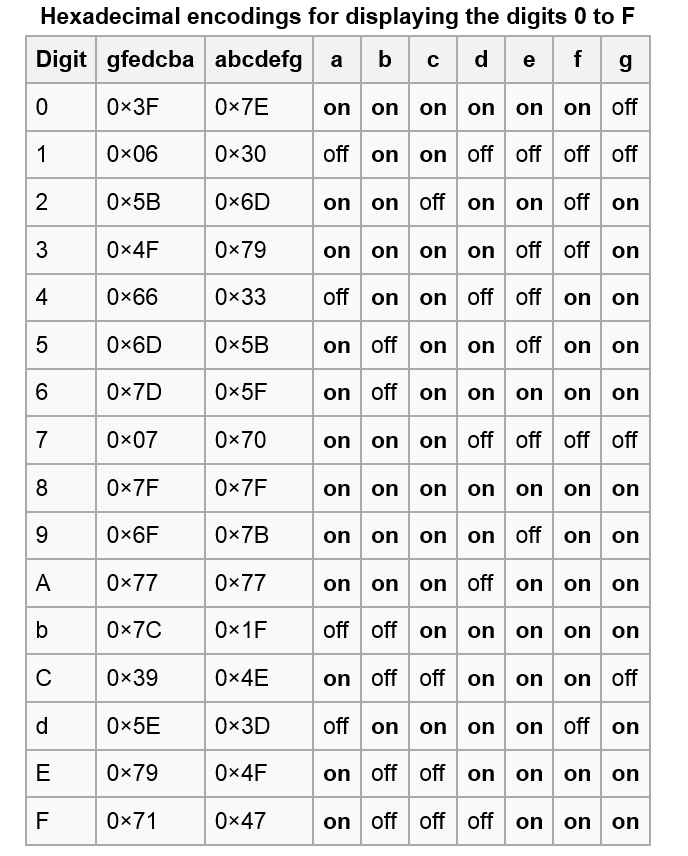 Hexadecimal encodings for displaying the digits 0 to F
Digit gfedcba abcdefg a b c d e f g
0 0×3F 0×7E on on on on on on off
1 0×06 0×30 off on on off off off off
2 0×5B 0×6D on on off on on off on
3 0×4F 0×79 on on on on off off on
4 0×66 0×33 off on on off off on on
5 0×6D 0×5B on off on on off on on
6 0×7D 0×5F on off on on on on on
7 0×07 0×70 on on on off off off off
8 0×7F 0×7F on on on on on on on
9 0×6F 0×7B on on on on off on on
A 0×77 0×77 on on on off on on on
b 0×7C 0×1F off off on on on on on
C 0×39 0×4E on off off on on on off
d 0×5E 0×3D off on on on on off on
E 0×79 0×4F on off off on on on on
F 0×71 0×47 on off off off on on on